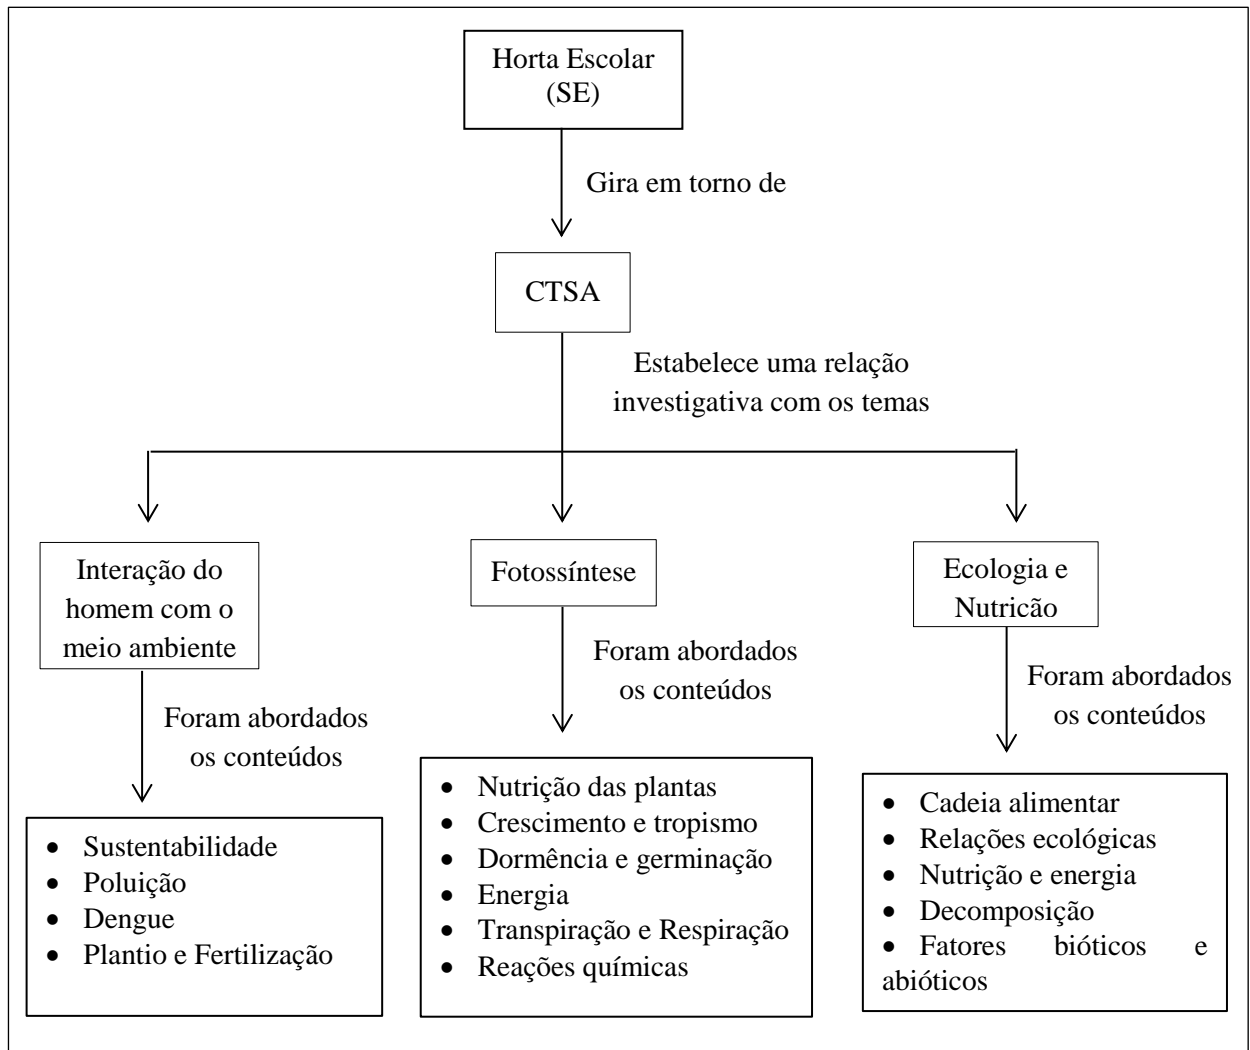 Horta Escolar
(SE)
Gira em torno de
CTSA
Estabelece uma relação
investigativa com os temas
Interação do
homem com o
meio ambiente
Fotossíntese
Ecologia e
Nutricão
Foram abordados
os conteúdos
Foram abordados
os conteúdos
Foram abordados
os conteúdos
• Sustentabilidade
• Poluição
• Dengue
• Plantio e Fertilização
• Nutrição das plantas
• Crescimento e tropismo
• Dormência e germinação
• Energia
• Transpiração e Respiração
• Reações químicas
• Cadeia alimentar
• Relações ecológicas
• Nutrição e energia
• Decomposição
• Fatores bióticos e
abióticos